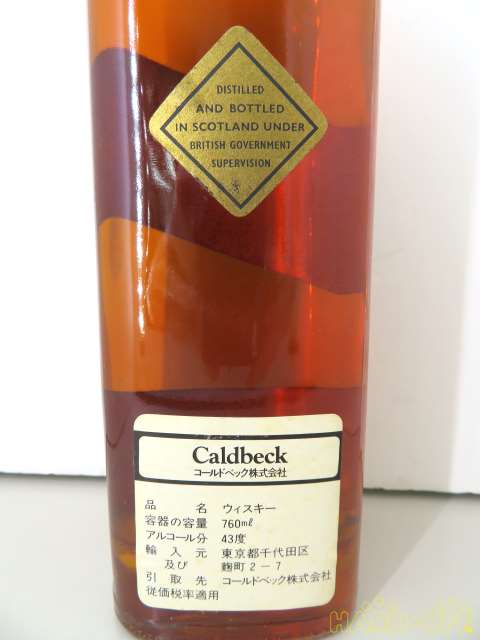 DISTILLED
AND BOTTLED
IN SCOTLAND UNDER
BRITISH GOVERNMENT
SUPERVISION
Caldbeck
コールドベック株式会社
品名 ウィスキー
容器の容量 760mℓ
アルコール分 43度
輸入元 東京都千代田区
及び 麹町2-7
引取先 コールドベック株式会社
従価税率適用